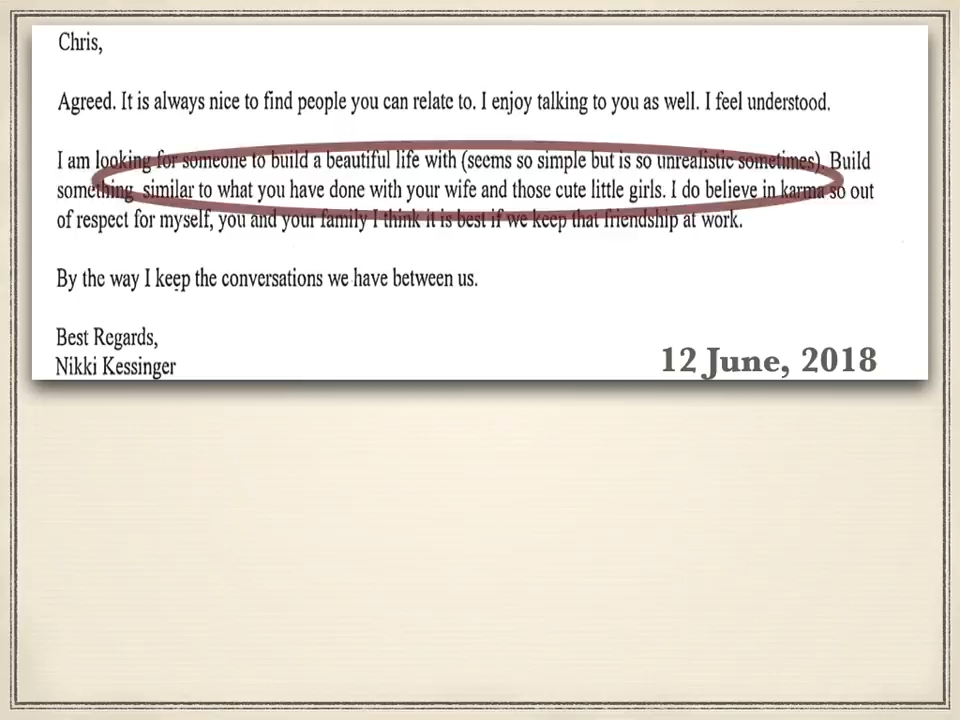 Chris,
Agreed. It is always nice to find people you can relate to. I enjoy talking to you as well. I feel understood.
I am looking for someone to build a beautiful life with (seems so simple but is so unrealistic sometimes). Build
something  similar to what you have done with your wife and those cute little girls. I do believe in karma so out
of respect for myself, you and your family I think it is best if we keep that friendship at work.
By the way I keep the conversations we have between us.
Best Regards,
Nikki Kessinger
12 June, 2018